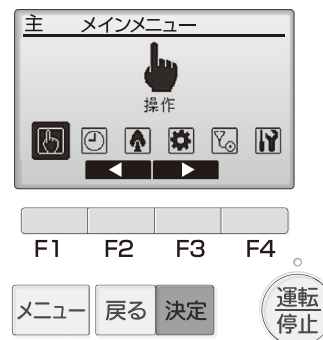 主 メインメニュー
操作
F1 F2 F3 F4
メニュー 戻る 決定
運転
停止